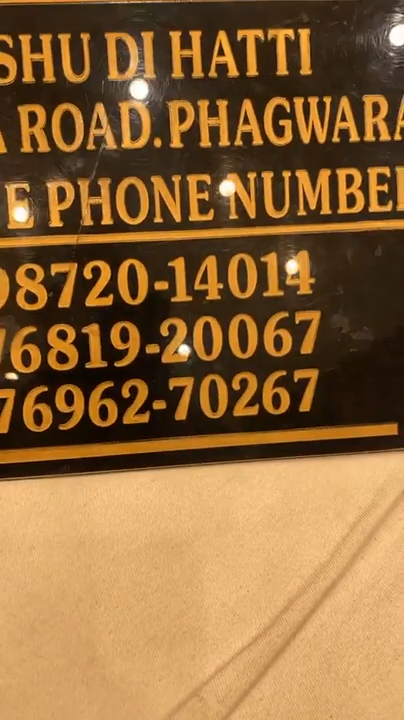 SHU DI HATTI
A ROAD.PHAGWARA
E PHONE NUMBER
98720-14014
76819-20067
76962-70267